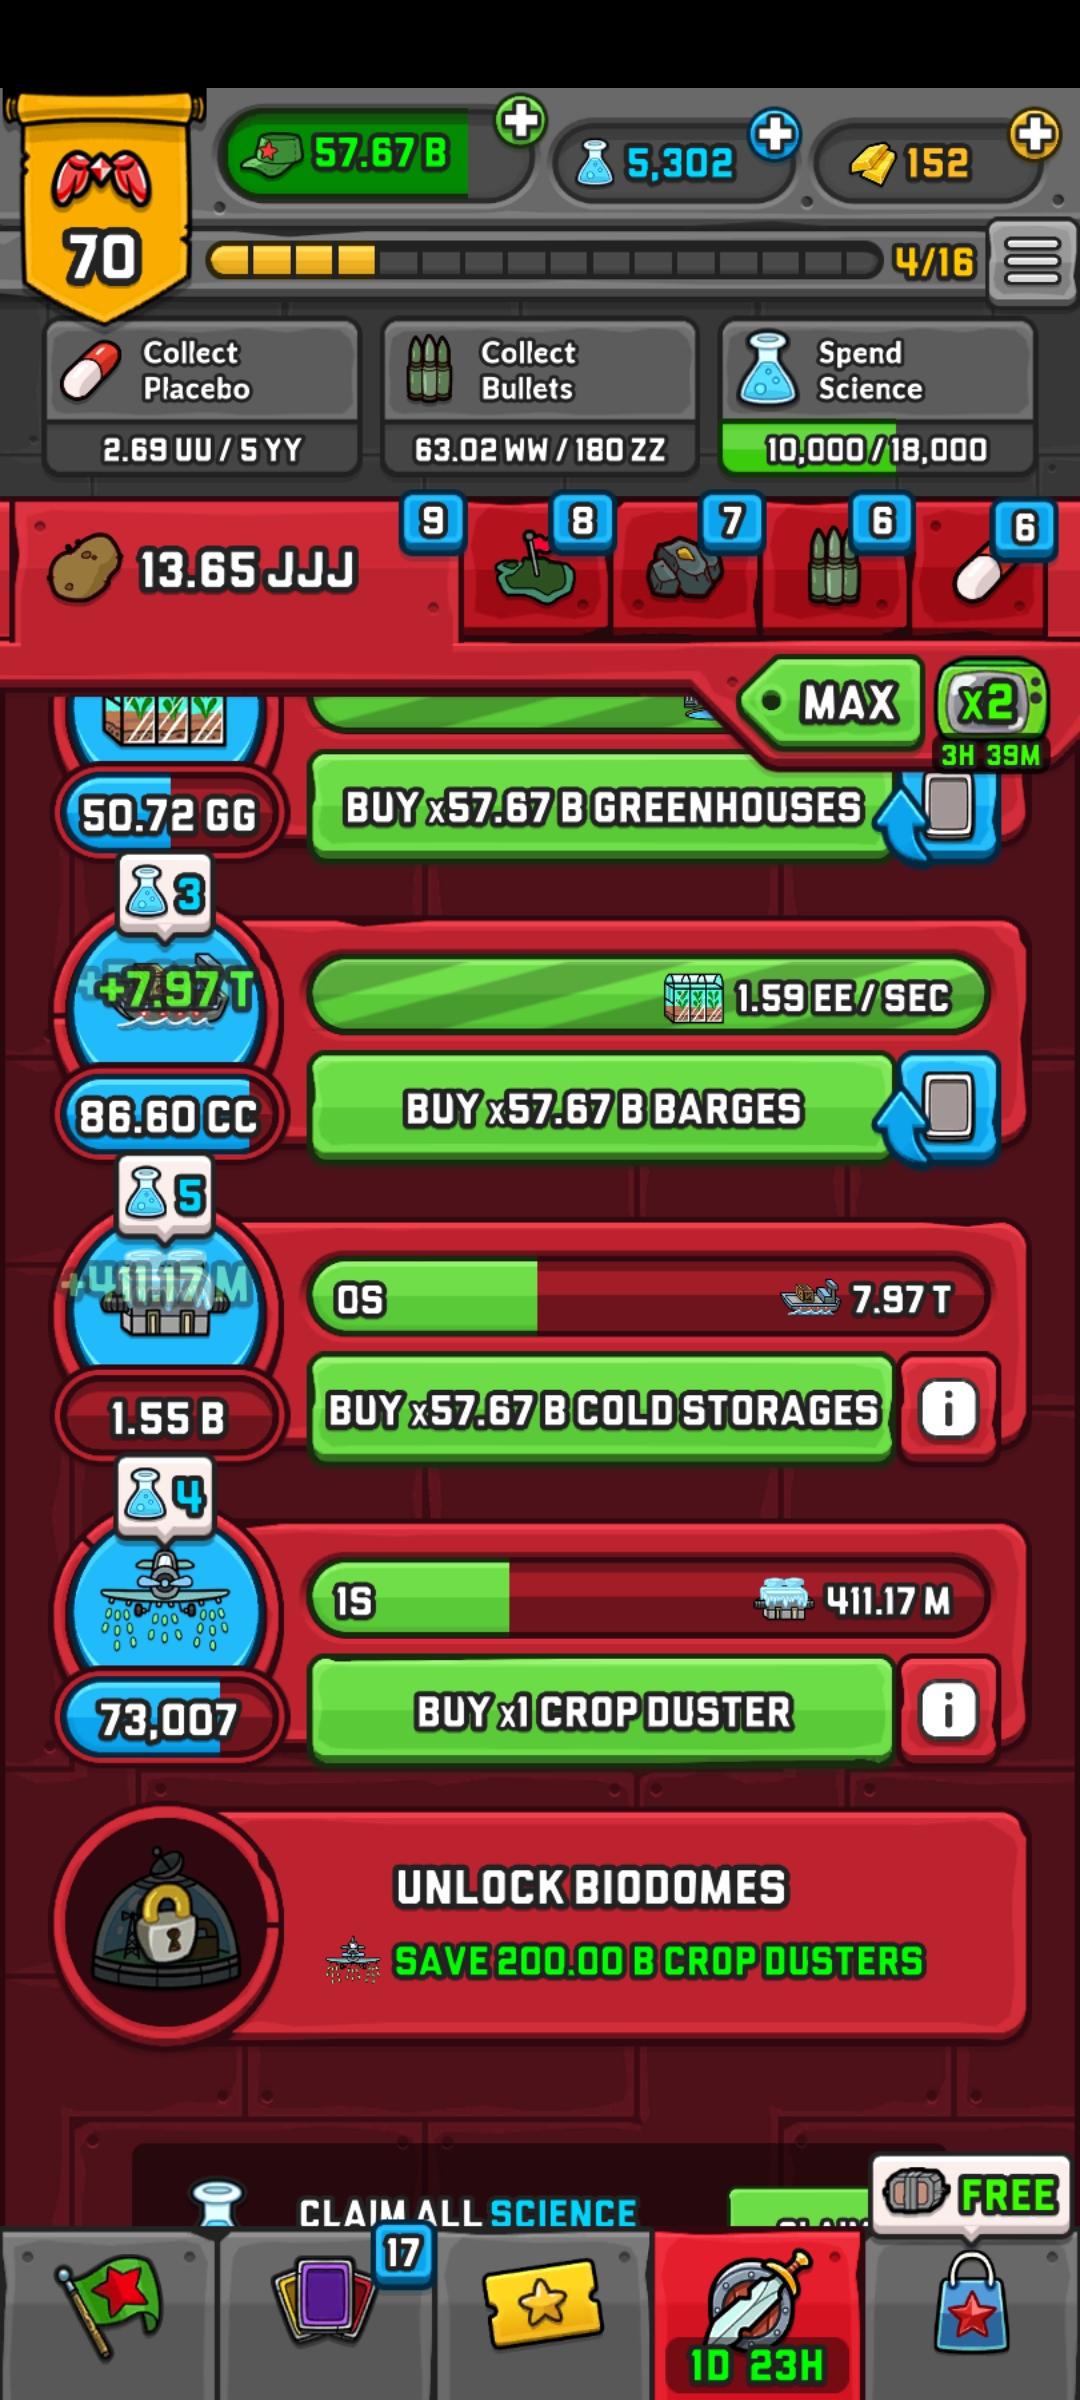 70
57.67 B
5,302
152
4/16
Collect
Placebo
2.69 UU / 5 YY
Collect
Bullets
63.02 WW / 180 ZZ
Spend
Science
10,000 / 18,000
13.65 JJJ
9
8
7
6
6
MAX
x2
3H 39M
50.72 GG
BUY x57.67 B GREENHOUSES
3
+7.97 T
1.59 EE / SEC
86.60 CC
BUY x57.67 B BARGES
5
+411.17 M
0S
7.97 T
1.55 B
BUY x57.67 B COLD STORAGES
i
4
1S
411.17 M
73,007
BUY x1 CROP DUSTER
i
UNLOCK BIODOMES
SAVE 200.00 B CROP DUSTERS
CLAIM ALL SCIENCE
FREE
17
1D 23H